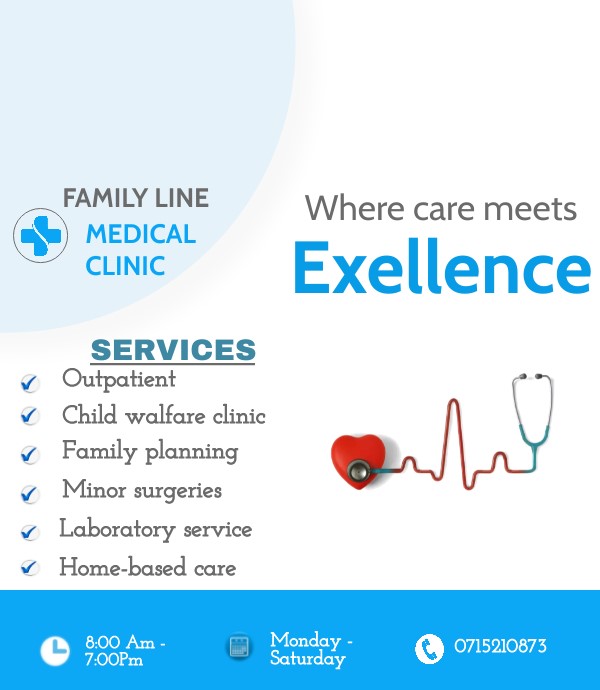 FAMILY LINE
MEDICAL
CLINIC
Where care meets
Exellence
SERVICES
Outpatient
Child walfare clinic
Family planning
Minor surgeries
Laboratory service
Home-based care
8:00 Am -
7:00Pm
Monday -
Saturday
0715210873